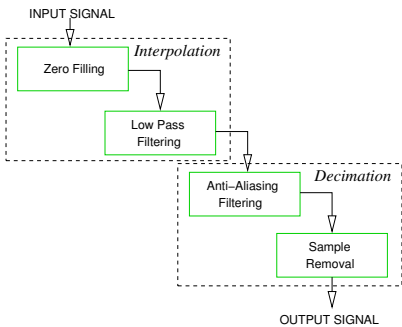 INPUT SIGNAL
Interpolation
Zero Filling
Low Pass
Filtering
Decimation
Anti-Aliasing
Filtering
Sample
Removal
OUTPUT SIGNAL